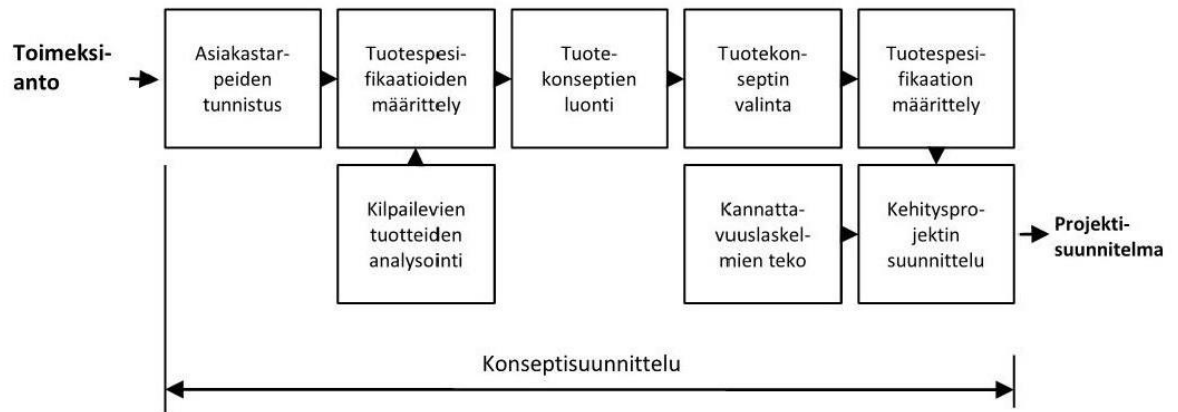 Toimeksi-
anto
Asiakastar-
peiden
tunnistus
Tuotespesi-
fikaatioiden
määrittely
Tuote-
konseptien
luonti
Tuotekon-
septin
valinta
Tuotespesi-
fikaation
määrittely
Kilpailevien
tuotteiden
analysointi
Kannatta-
vuuslaskel-
mien teko
Kehityspro-
jektin
suunnittelu
Projekti-
suunnitelma
Konseptisuunnittelu